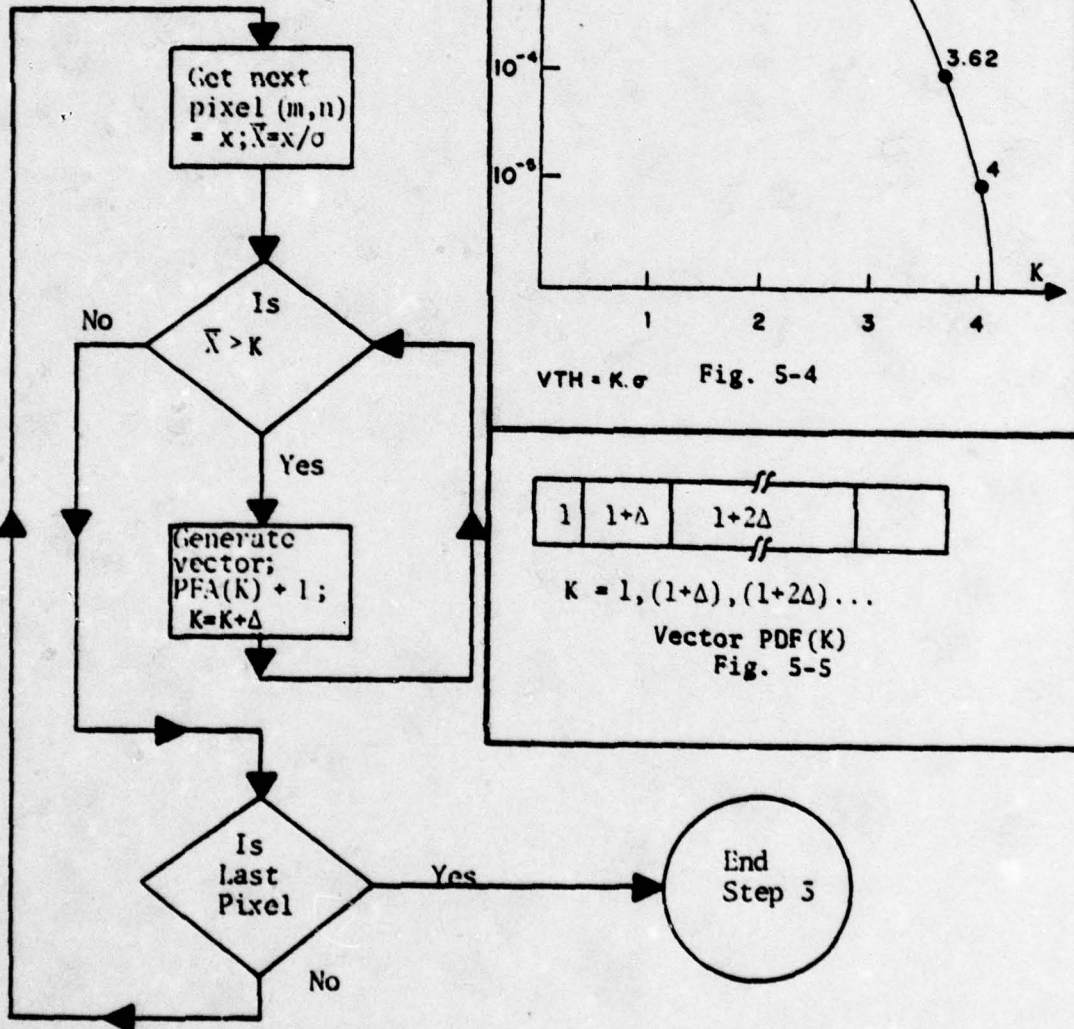 Get next
pixel (m,n)
= x; X̄=x/σ
Is
X̄ > K
No
Yes
Generate
vector;
PFA(K) + 1;
K=K+Δ
Is
Last
Pixel
Yes
No
End
Step 3
10⁻⁴
10⁻⁶
3.62
4
K
1
2
3
4
VTH = K.σ
Fig. 5-4
1
1+Δ
1+2Δ
K = 1,(1+Δ),(1+2Δ)...
Vector PDF(K)
Fig. 5-5